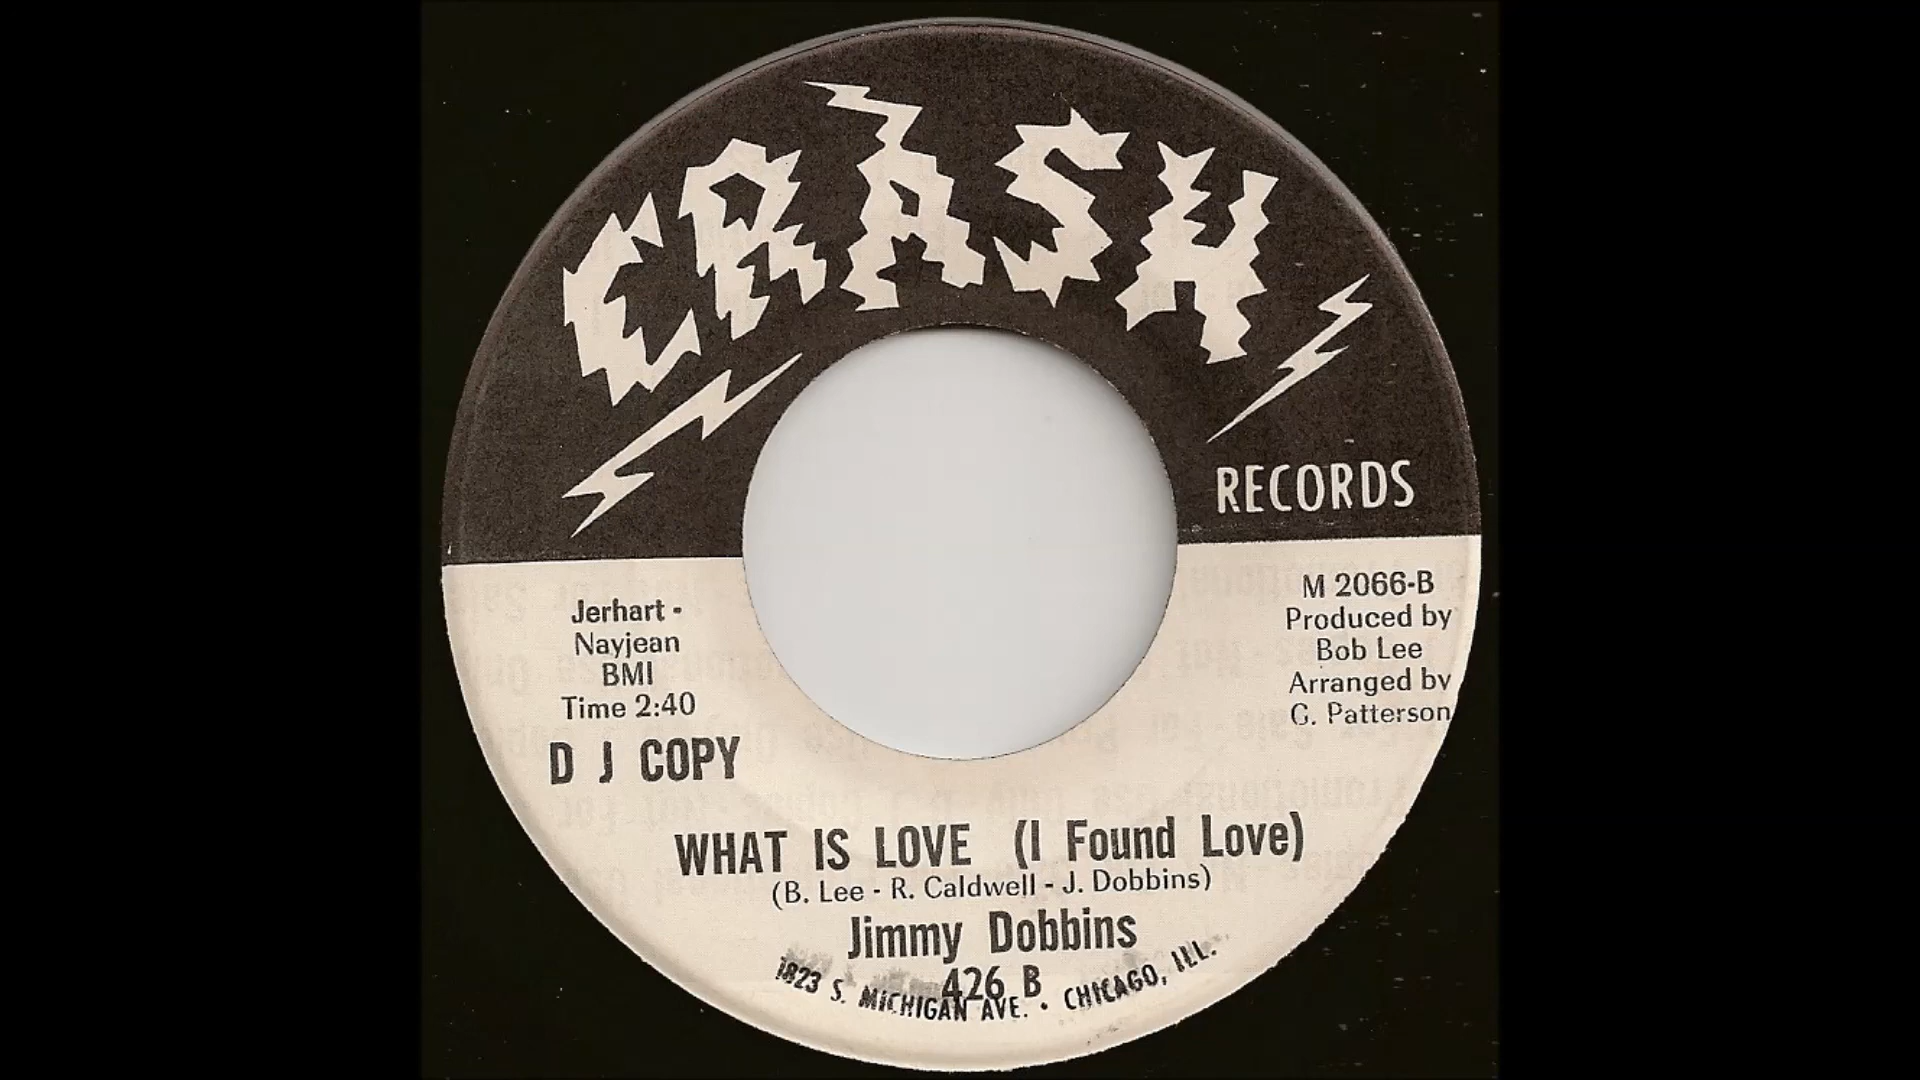 CRASH
RECORDS
Jerhart -
Nayjean
BMI
Time 2:40
D J COPY
M 2066-B
Produced by
Bob Lee
Arranged by
G. Patterson
WHAT IS LOVE (I Found Love)
(B. Lee - R. Caldwell - J. Dobbins)
Jimmy Dobbins
426 B
1823 S. MICHIGAN AVE. • CHICAGO, ILL.